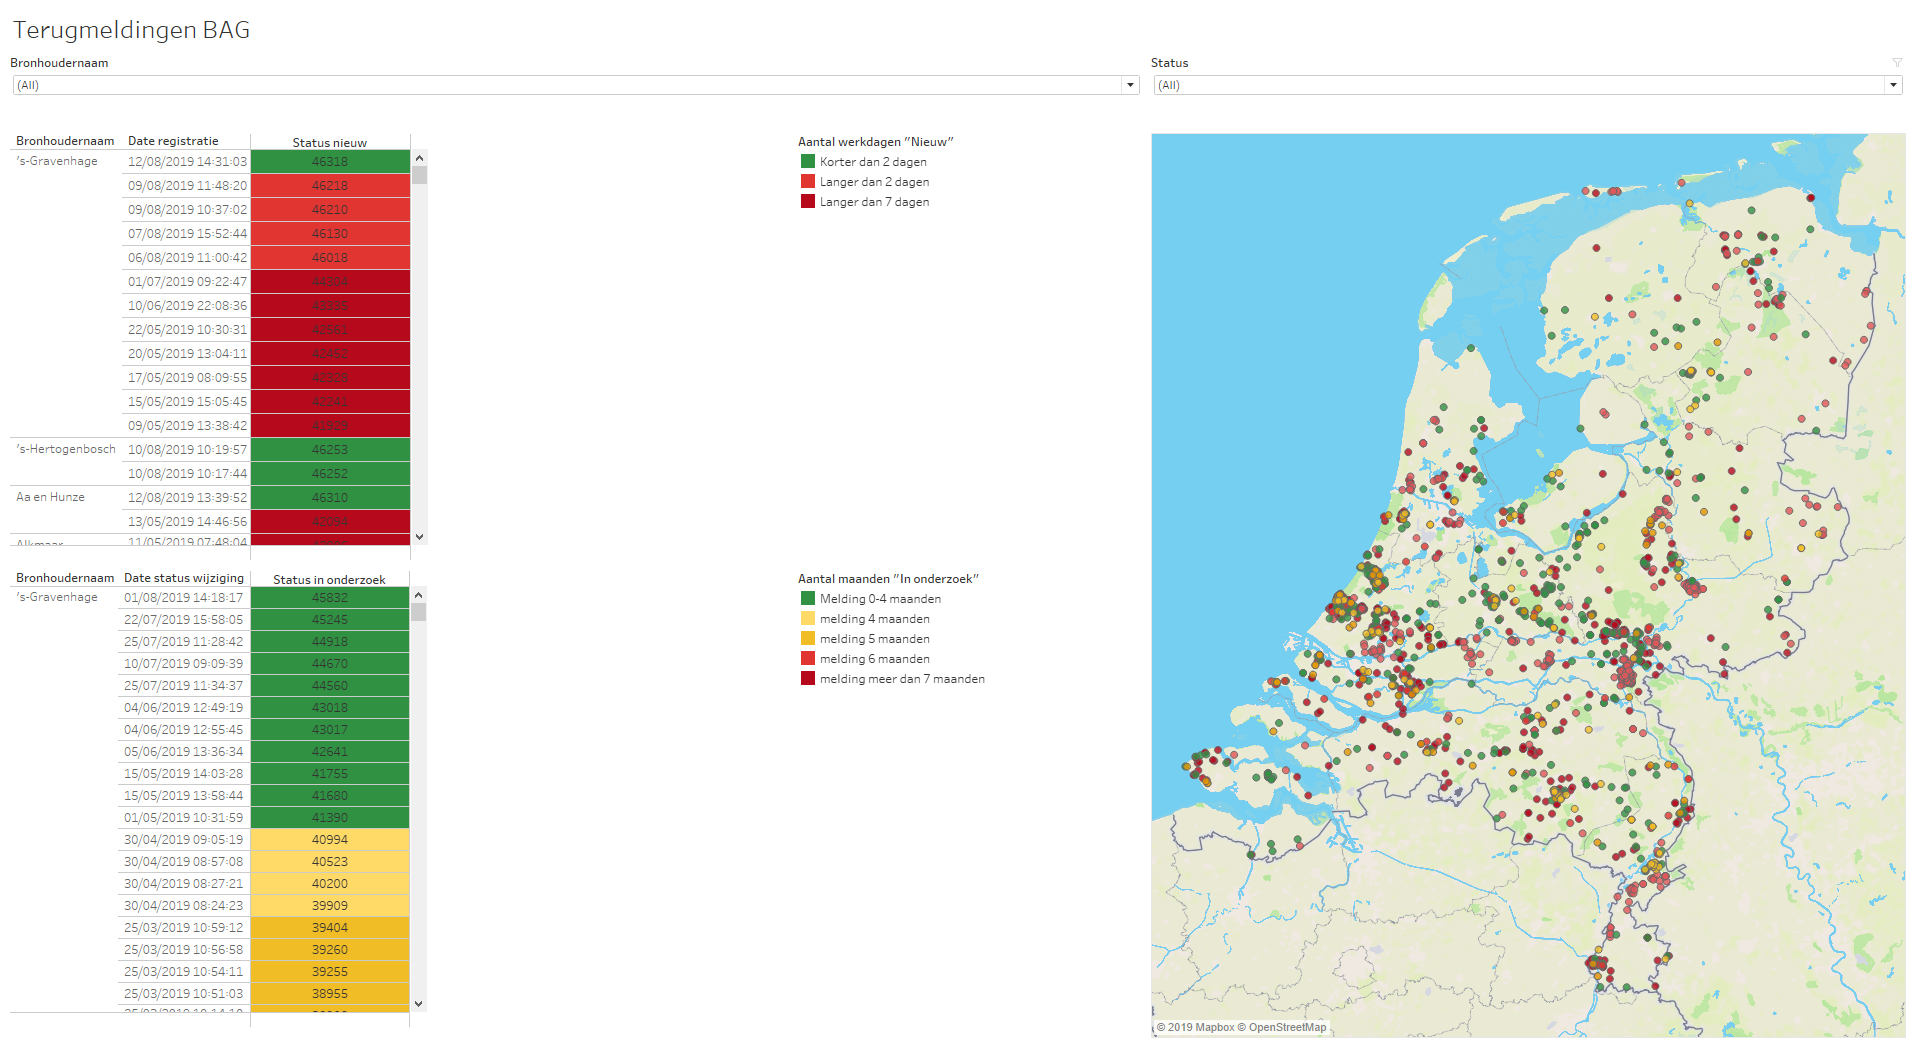 Terugmeldingen BAG
Bronhoudernaam
(All)
Status
(All)
Bronhoudernaam Date registratie Status nieuw
's-Gravenhage 12/08/2019 14:31:03 46318
09/08/2019 11:48:20 46218
09/08/2019 10:37:02 46210
07/08/2019 15:52:44 46130
06/08/2019 11:00:42 46018
01/07/2019 09:22:47
10/06/2019 22:08:36
22/05/2019 10:30:31
20/05/2019 13:04:11 42452
17/05/2019 08:09:55 42328
15/05/2019 15:05:45 42241
09/05/2019 13:38:42 41929
's-Hertogenbosch 10/08/2019 10:19:57 46253
10/08/2019 10:17:44 46252
Aa en Hunze 12/08/2019 13:39:52 46310
13/05/2019 14:46:56 42094
Alkmaar 11/05/2019 07:48:04
Aantal werkdagen "Nieuw"
Korter dan 2 dagen
Langer dan 2 dagen
Langer dan 7 dagen
Bronhoudernaam Date status wijziging Status in onderzoek
's-Gravenhage 01/08/2019 14:18:17 45832
22/07/2019 15:58:05 45245
25/07/2019 11:28:42 44918
10/07/2019 09:09:39 44670
25/07/2019 11:34:37 44560
04/06/2019 12:49:19 43018
04/06/2019 12:55:45 43017
05/06/2019 13:36:34 42641
15/05/2019 14:03:28 41755
15/05/2019 13:58:44 41680
01/05/2019 10:31:59 41390
30/04/2019 09:05:19 40994
30/04/2019 08:57:08 40523
30/04/2019 08:27:21 40200
30/04/2019 08:24:23 39909
25/03/2019 10:59:12 39404
25/03/2019 10:56:58 39260
25/03/2019 10:54:11 39255
25/03/2019 10:51:03 38955
Aantal maanden "In onderzoek"
Melding 0-4 maanden
melding 4 maanden
melding 5 maanden
melding 6 maanden
melding meer dan 7 maanden
© 2019 Mapbox © OpenStreetMap